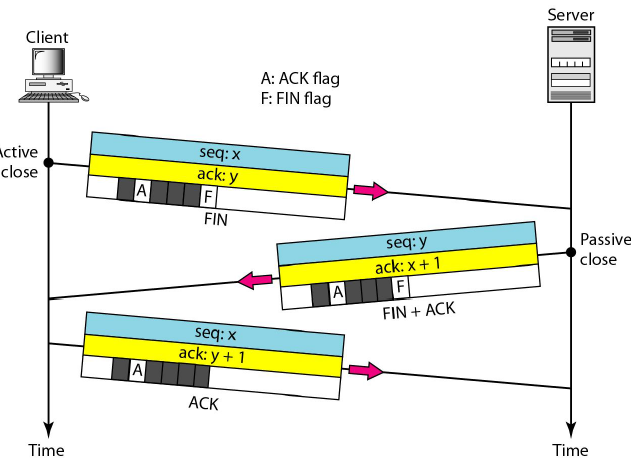 Server
Client
A: ACK flag
F: FIN flag
Active
close
seq: x
ack: y
A
F
FIN
seq: y
ack: x + 1
A
F
FIN + ACK
Passive
close
seq: x
ack: y + 1
A
ACK
Time
Time